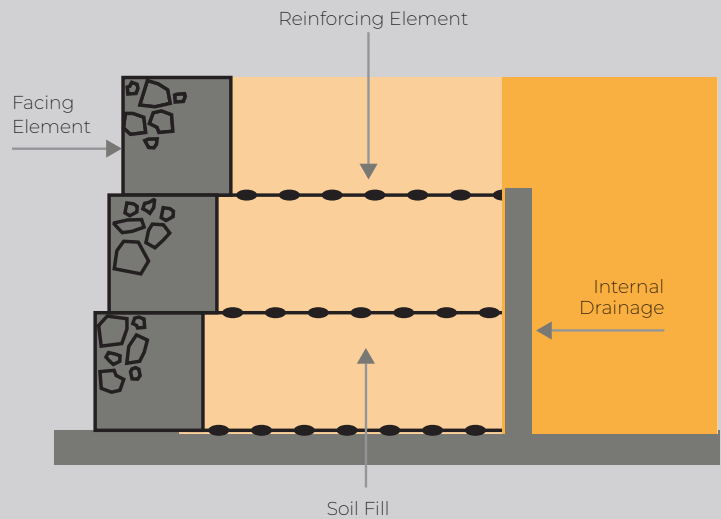 Reinforcing Element
Facing
Element
Internal
Drainage
Soil Fill